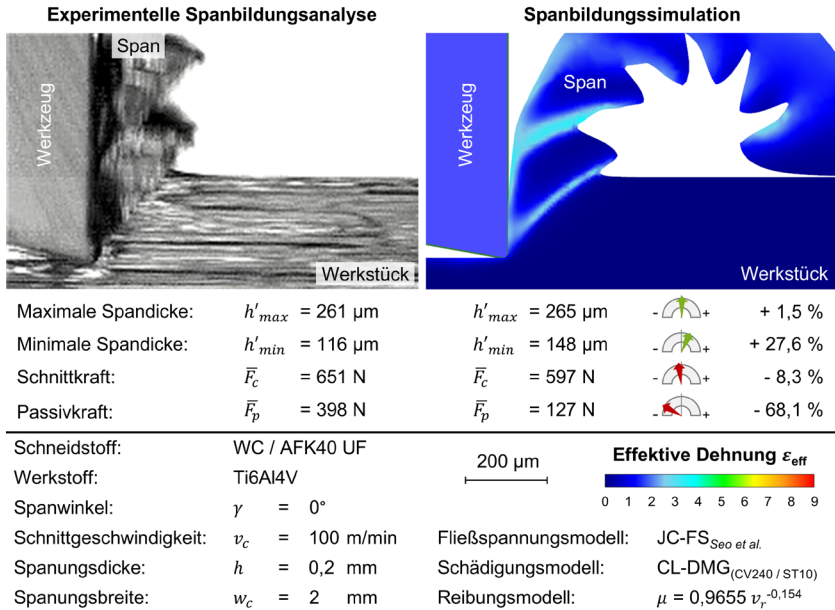 Experimentelle Spanbildungsanalyse
Spanbildungssimulation
Span
Werkzeug
Werkstück
Span
Werkzeug
Werkstück
Maximale Spandicke: h'max = 261 µm h'max = 265 µm - + + 1,5 %
Minimale Spandicke: h'min = 116 µm h'min = 148 µm - + + 27,6 %
Schnittkraft: F̅c = 651 N F̅c = 597 N - + - 8,3 %
Passivkraft: F̅p = 398 N F̅p = 127 N - + - 68,1 %
Schneidstoff: WC / AFK40 UF
Werkstoff: Ti6Al4V
Spanwinkel: γ = 0°
Schnittgeschwindigkeit: vc = 100 m/min
Spanungsdicke: h = 0,2 mm
Spanungsbreite: wc = 2 mm
200 µm
Effektive Dehnung εeff
0 1 2 3 4 5 6 7 8 9
Fließspannungsmodell: JC-FSSeo et al.
Schädigungsmodell: CL-DMG(CV240 / ST10)
Reibungsmodell: μ = 0,9655 vr-0,154